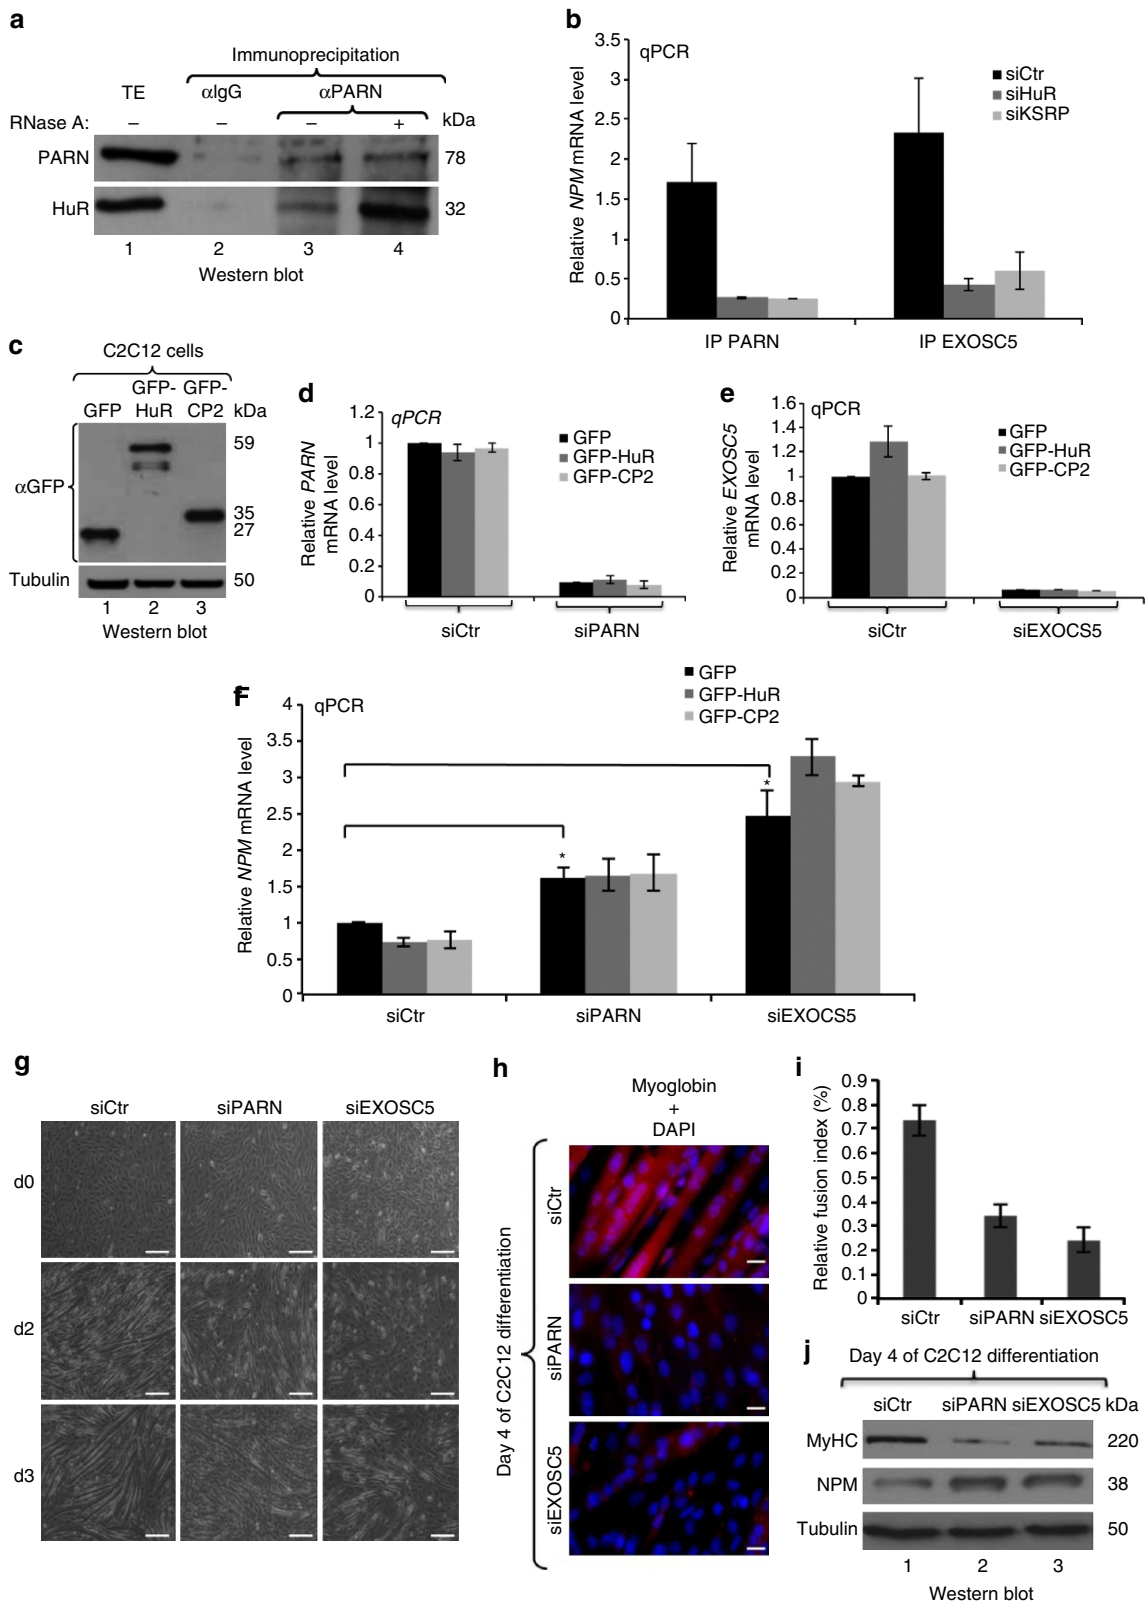 a
Immunoprecipitation
TE αIgG αPARN
RNase A: – – – + kDa
PARN 78
HuR 32
1 2 3 4
Western blot
b
qPCR
siCtr
siHuR
siKSRP
Relative NPM mRNA level
3.5
3
2.5
2
1.5
1
0.5
0
IP PARN IP EXOSC5
c
C2C12 cells
GFP GFP-HuR GFP-CP2 kDa
αGFP
59
35
27
Tubulin 50
1 2 3
Western blot
d
qPCR
GFP
GFP-HuR
GFP-CP2
Relative PARN
mRNA level
1.2
1
0.8
0.6
0.4
0.2
0
siCtr siPARN
e
qPCR
GFP
GFP-HuR
GFP-CP2
Relative EXOSC5
mRNA level
1.6
1.4
1.2
1
0.8
0.6
0.4
0.2
0
siCtr siEXOCS5
f
qPCR
GFP
GFP-HuR
GFP-CP2
Relative NPM mRNA level
4
3.5
3
2.5
2
1.5
1
0.5
0
*
*
siCtr siPARN siEXOCS5
g
siCtr siPARN siEXOSC5
d0
d2
d3
h
Myoglobin
+
DAPI
Day 4 of C2C12 differentiation
siCtr
siPARN
siEXOSC5
i
Relative fusion index (%)
0.9
0.8
0.7
0.6
0.5
0.4
0.3
0.2
0.1
0
siCtr siPARN siEXOSC5
j
Day 4 of C2C12 differentiation
siCtr siPARN siEXOSC5 kDa
MyHC 220
NPM 38
Tubulin 50
1 2 3
Western blot